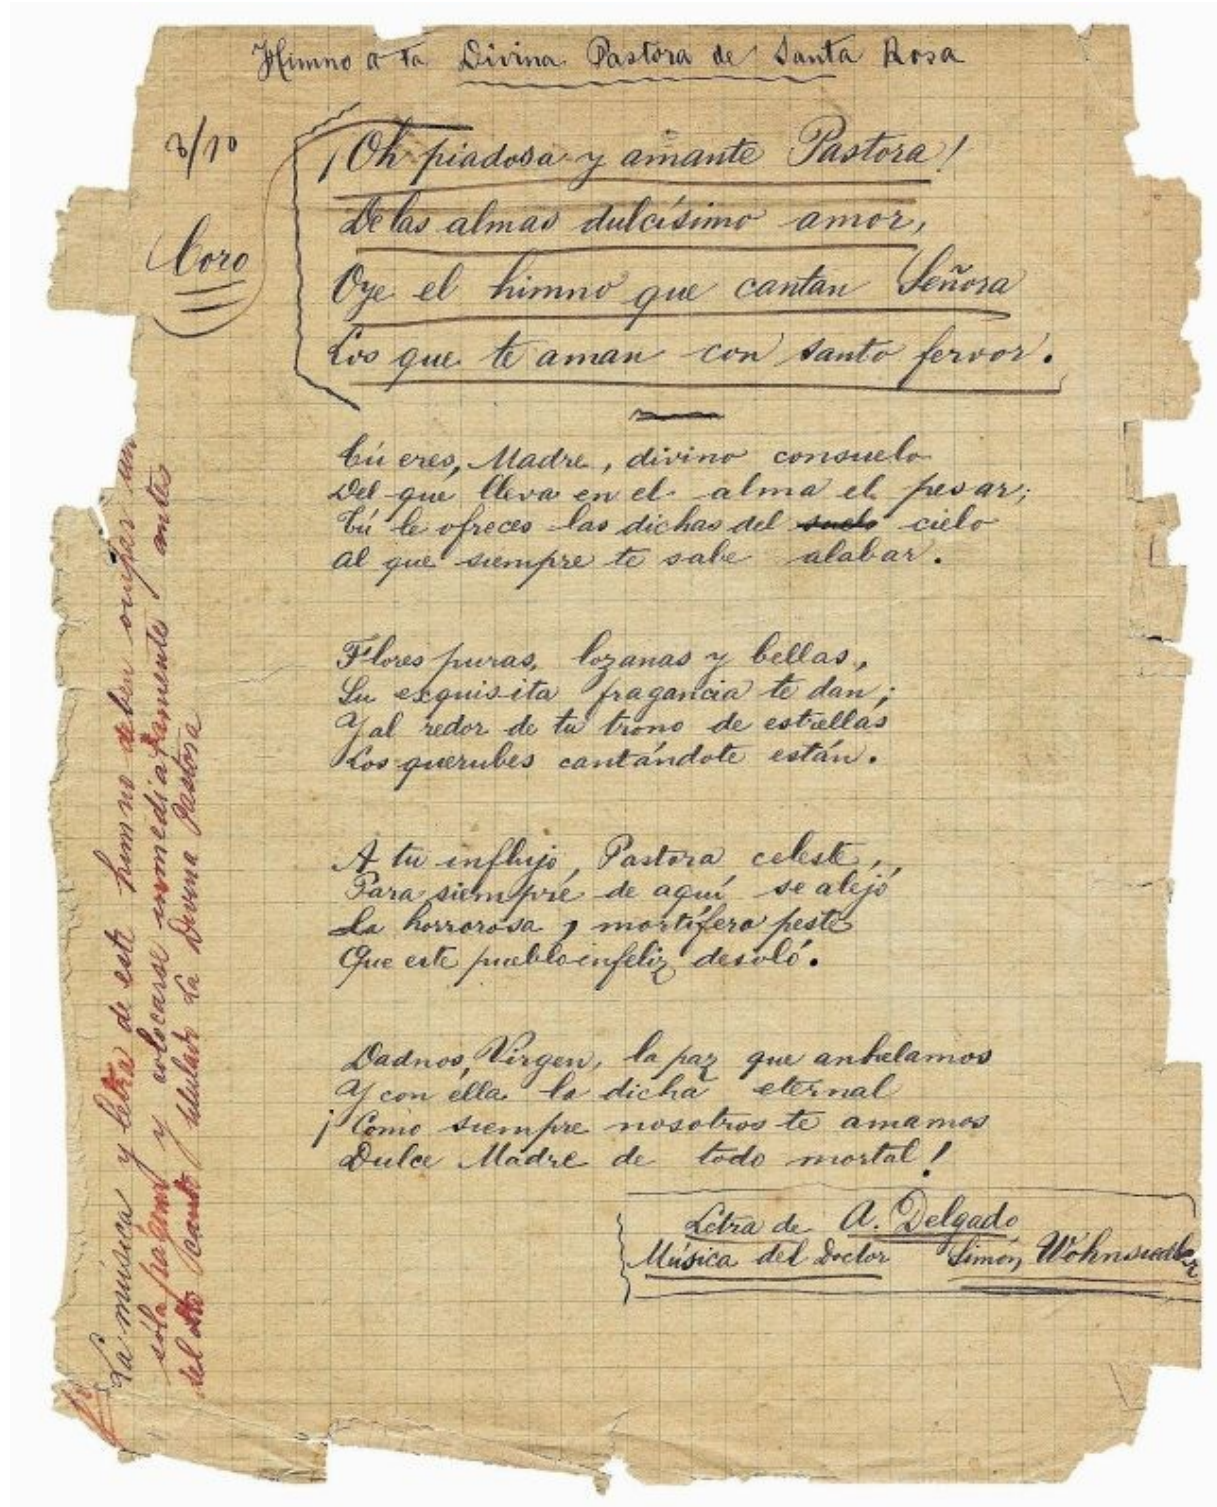 Himno a la Divina Pastora de Santa Rosa
3/10
Coro
¡Oh piadosa y amante Pastora!
De las almas dulcísimo amor,
Oye el himno que cantan Señora
Los que te aman con santo fervor.
Tú eres, Madre, divino consuelo
Del que lleva en el alma el pesar;
Tú le ofreces las dichas del suelo cielo
al que siempre te sabe alabar.
Flores puras, lozanas y bellas,
Su exquisita fragancia te dan;
Y al redor de tu trono de estrellas
Los querubes cantándote están.
A tu influjo, Pastora celeste,
Para siempre de aquí se alejó
La horrorosa y mortífera peste
Que este pueblo infeliz desoló.
Dadnos, Virgen, la paz que anhelamos
Y con ella la dicha eternal
¡Como siempre nosotros te amamos
Dulce Madre de todo mortal!
Letra de A. Delgado
Música del Doctor Simón Wohnsiedler
La música y letra de este himno deben ocupar una
sola página y colocarse inmediatamente antes
del canto titulado La Divina Pastora